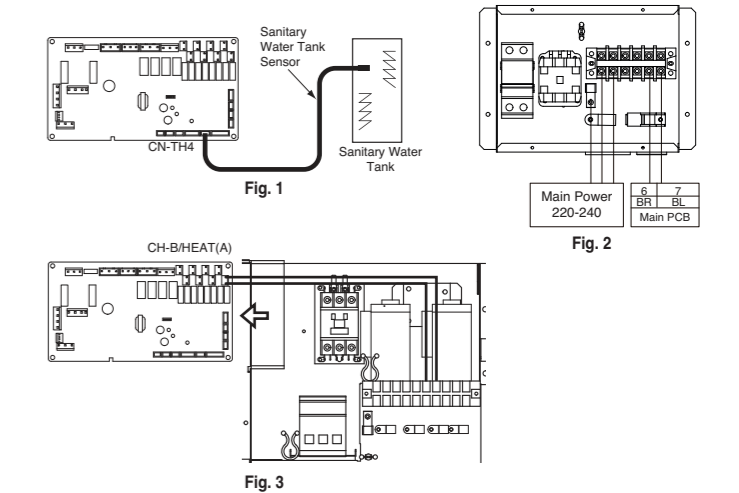 Sanitary
Water Tank
Sensor
CN-TH4
Sanitary Water
Tank
Fig. 1
Main Power
220-240
6 7
BR BL
Main PCB
Fig. 2
CH-B/HEAT(A)
Fig. 3